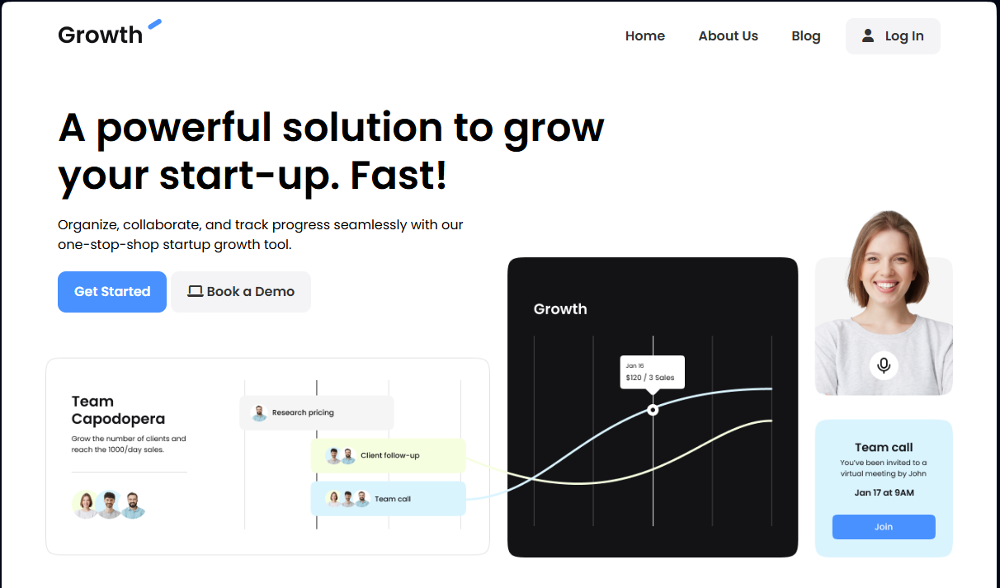 Growth
Home
About Us
Blog
Log In
A powerful solution to grow
your start-up. Fast!
Organize, collaborate, and track progress seamlessly with our
one-stop-shop startup growth tool.
Get Started
Book a Demo
Team
Capodopera
Grow the number of clients and
reach the 1000/day sales.
Research pricing
Client follow-up
Team call
Growth
Jan 16
$120 / 3 Sales
Team call
You've been invited to a
virtual meeting by John
Jan 17 at 9AM
Join